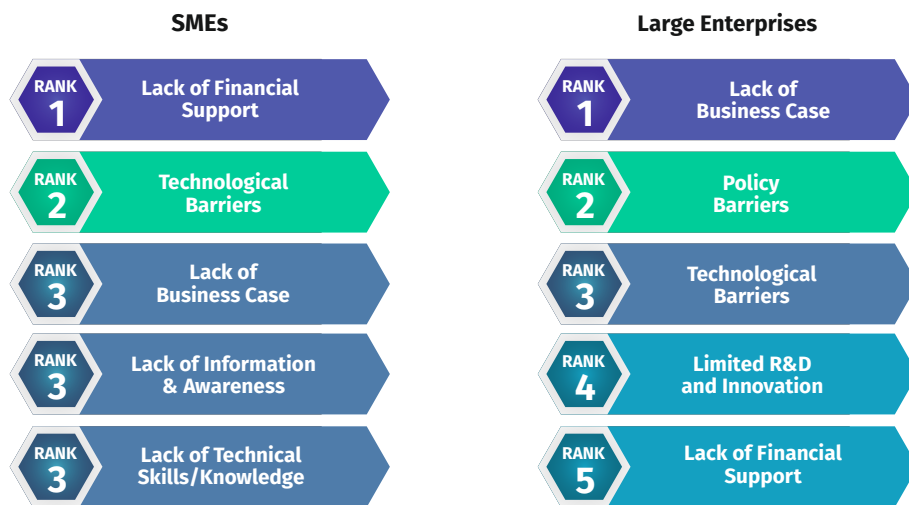 SMEs
RANK
1
Lack of Financial
Support
RANK
2
Technological
Barriers
RANK
3
Lack of
Business Case
RANK
3
Lack of Information
& Awareness
RANK
3
Lack of Technical
Skills/Knowledge
Large Enterprises
RANK
1
Lack of
Business Case
RANK
2
Policy
Barriers
RANK
3
Technological
Barriers
RANK
4
Limited R&D
and Innovation
RANK
5
Lack of Financial
Support